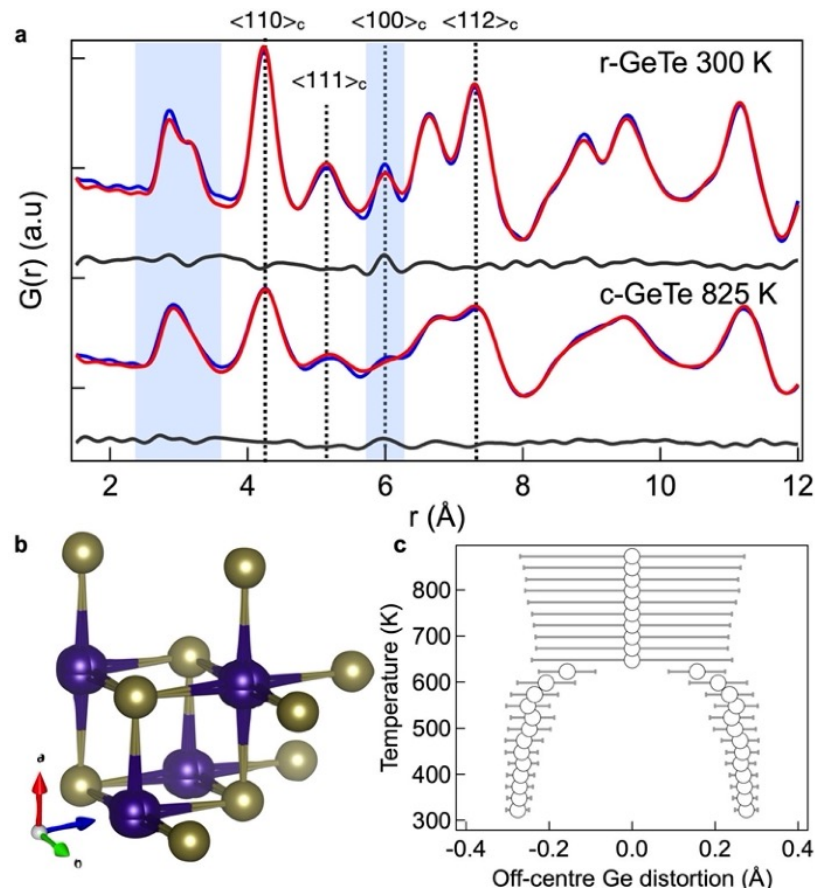 a
<110>c
<111>c
<100>c
<112>c
r-GeTe 300 K
c-GeTe 825 K
G(r) (a.u)
2 4 6 8 10 12
r (Å)
b
a
c
Temperature (K)
800
700
600
500
400
300
-0.4 -0.2 0.0 0.2 0.4
Off-centre Ge distortion (Å)